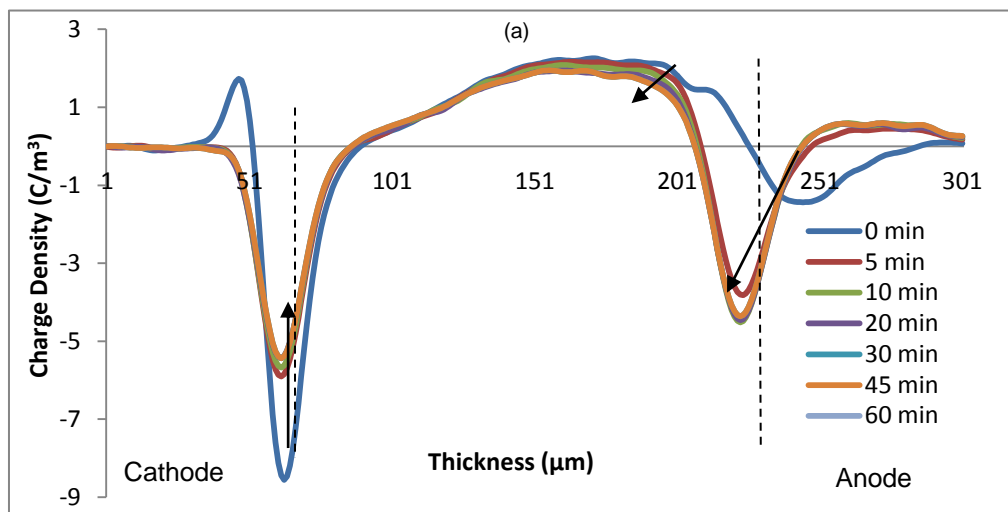 (a)
Charge Density (C/m³)
3
1
-1
-3
-5
-7
-9
1
51
101
151
201
251
301
0 min
5 min
10 min
20 min
30 min
45 min
60 min
Cathode
Thickness (µm)
Anode